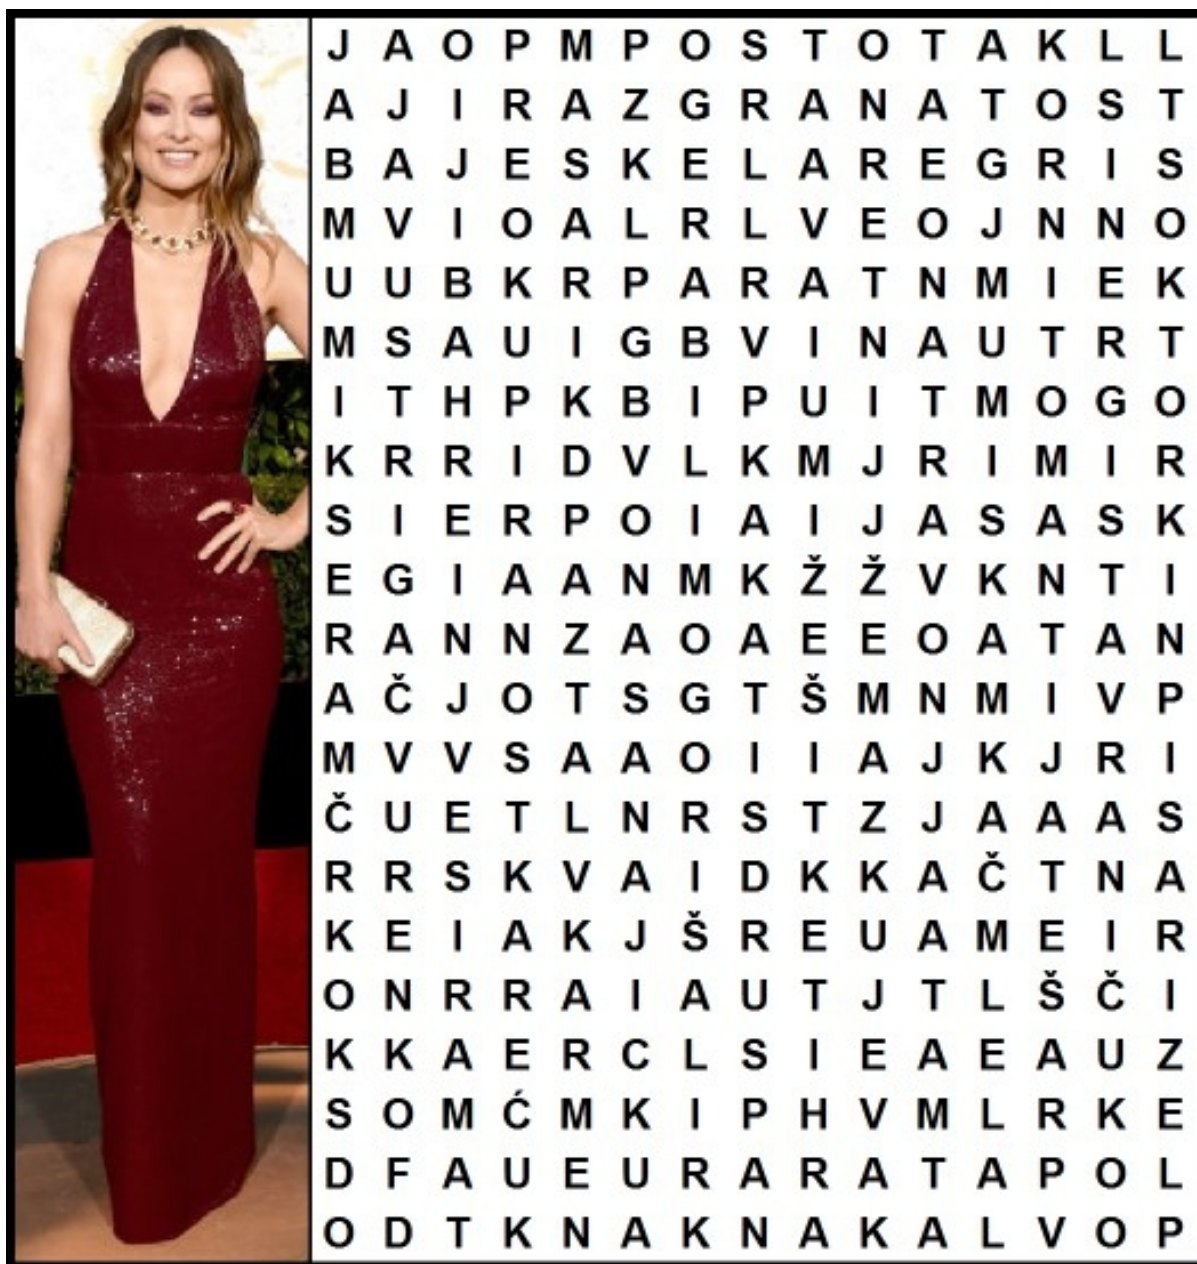 J A O P M P O S T O T A K L L
A J I R A Z G R A N A T O S T
B A J E S K E L A R E G R I S
M V I O A L R L V E O J N N O
U U B K R P A R A T N M I E K
M S A U I G B V I N A U T R T
I T H P K B I P U I T M O G O
K R R I D V L K M J R I M I R
S I E R P O I A I J A S A S K
E G I A A N M K Ž Ž V K N T I
R A N N Z A O A E E O A T A N
A Č J O T S G T Š M N M I V P
M V V S A A O I I A J K J R I
Č U E T L N R S T Z J A A A S
R R S K V A I D K K A Č T N A
K E I A K J Š R E U A M E I R
O N R R A I A U T J T L Š Č I
K K A E R C L S I E A E A U Z
S O M Ć M K I P H V M L R K E
D F A U E U R A R A T A P O L
O D T K N A K N A K A L V O P